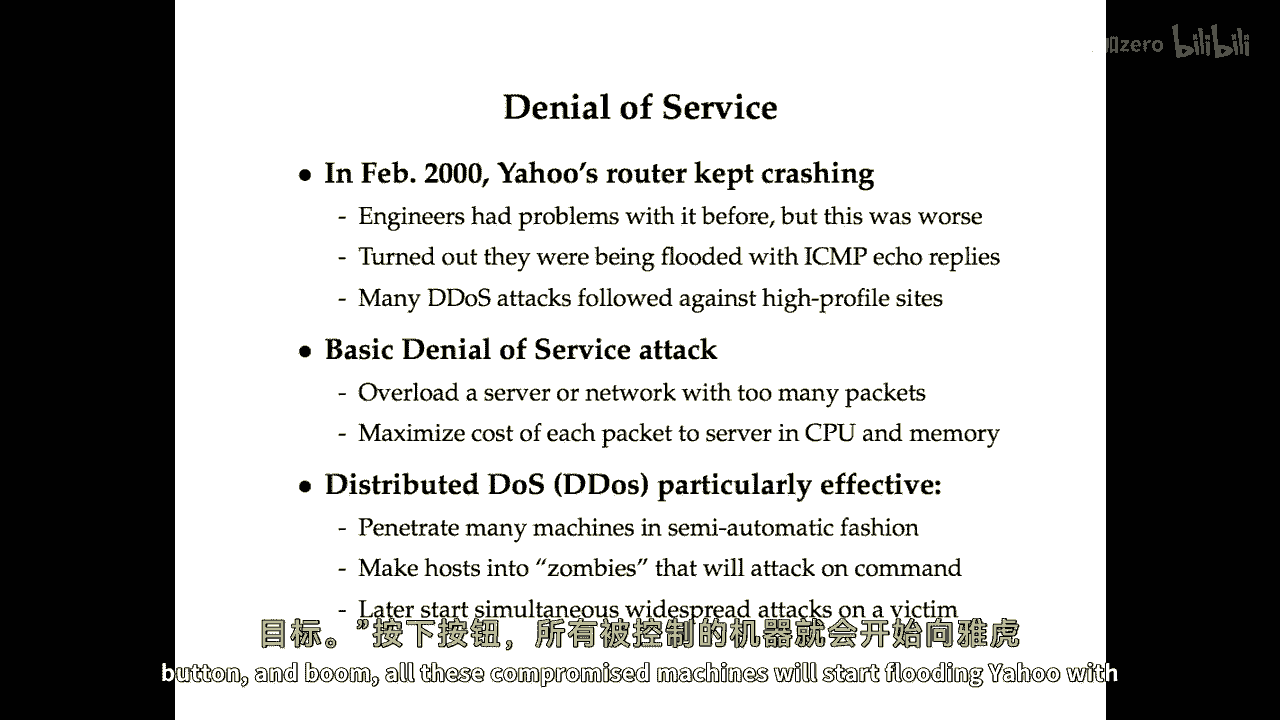 zero bilibili
Denial of Service
• In Feb. 2000, Yahoo's router kept crashing
- Engineers had problems with it before, but this was worse
- Turned out they were being flooded with ICMP echo replies
- Many DDoS attacks followed against high-profile sites
• Basic Denial of Service attack
- Overload a server or network with too many packets
- Maximize cost of each packet to server in CPU and memory
• Distributed DoS (DDos) particularly effective:
- Penetrate many machines in semi-automatic fashion
- Make hosts into "zombies" that will attack on command
- Later start simultaneous widespread attacks on a victim
目标。”按下按钮，所有被控制的机器就会开始向雅虎
button, and boom, all these compromised machines will start flooding Yahoo with